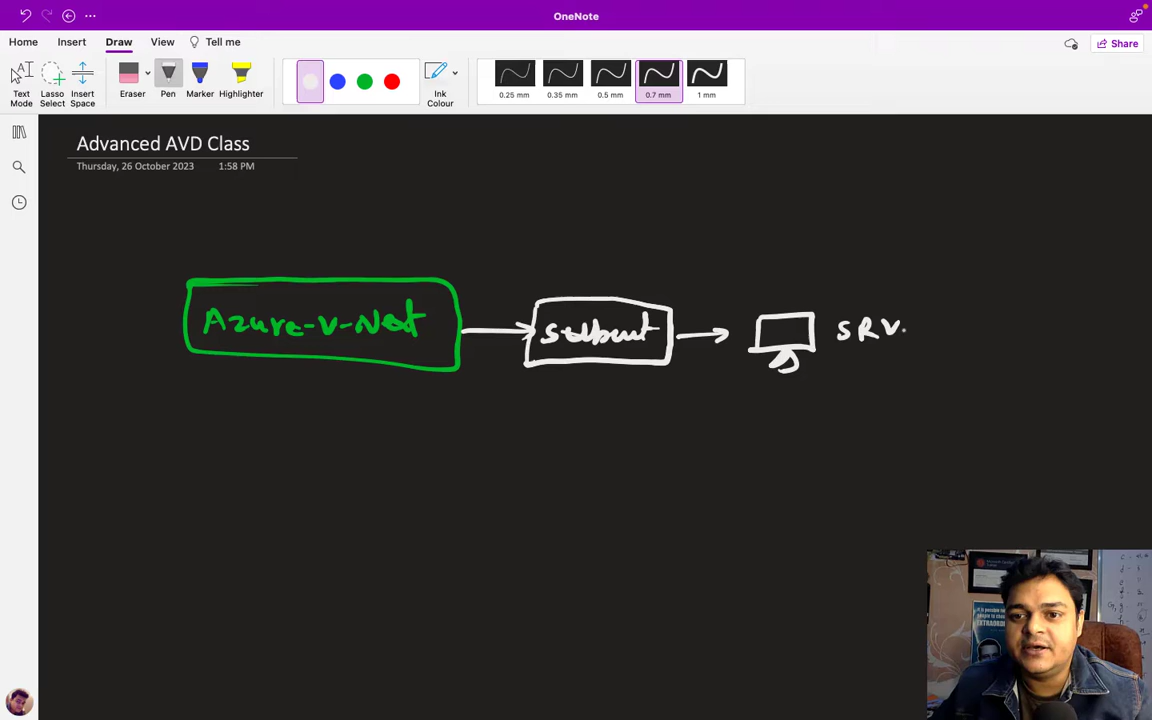 OneNote
Home Insert Draw View Tell me
Share
Text Mode
Lasso Select
Insert Space
Eraser
Pen
Marker
Highlighter
Ink Colour
0.25 mm 0.35 mm 0.5 mm 0.7 mm 1 mm
Advanced AVD Class
Thursday, 26 October 2023 1:58 PM
Azure-V-Net
SRV
EXTRAORDI